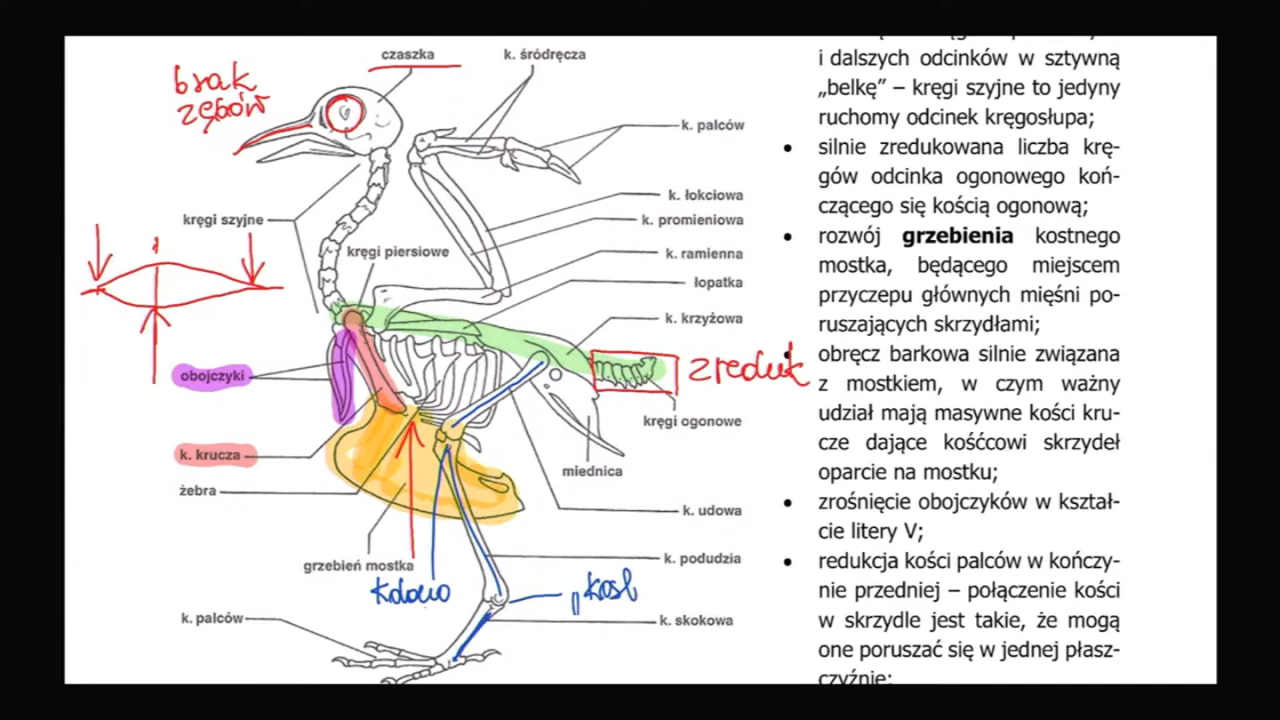 czaszka
k. śródręcza
brak
zębów
k. palców
k. łokciowa
kręgi szyjne
k. promieniowa
kręgi piersiowe
k. ramienna
łopatka
k. krzyżowa
obojczyki
zreduk
kręgi ogonowe
k. krucza
miednica
żebra
k. udowa
k. podudzia
grzebień mostka
kolano
k. palców
k. skokowa
i dalszych odcinków w sztywną
„belkę” – kręgi szyjne to jedyny
ruchomy odcinek kręgosłupa;
• silnie zredukowana liczba krę-
gów odcinka ogonowego koń-
czącego się kością ogonową;
• rozwój grzebienia kostnego
mostka, będącego miejscem
przyczepu głównych mięśni po-
ruszających skrzydłami;
• obręcz barkowa silnie związana
z mostkiem, w czym ważny
udział mają masywne kości kru-
cze dające kośćcowi skrzydeł
oparcie na mostku;
• zrośnięcie obojczyków w kształ-
cie litery V;
• redukcja kości palców w kończy-
nie przedniej – połączenie kości
w skrzydle jest takie, że mogą
one poruszać się w jednej płasz-
czyźnie;